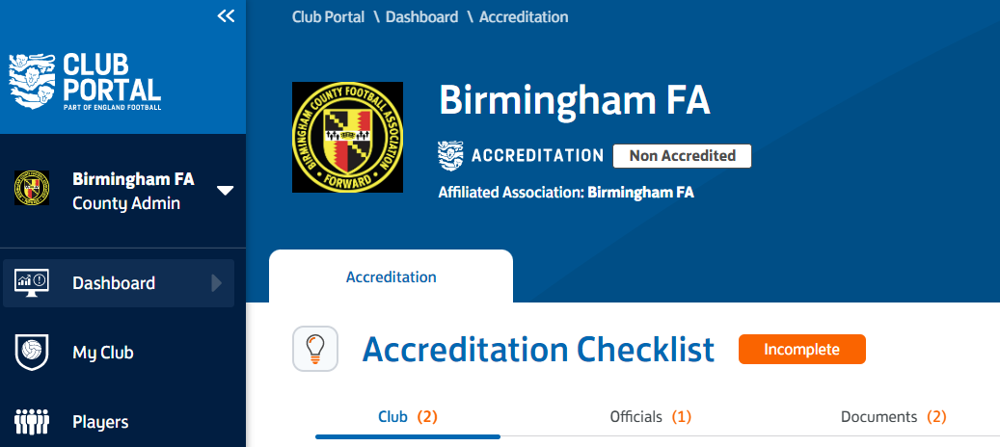 Club Portal \ Dashboard \ Accreditation
CLUB
PORTAL
PART OF ENGLAND FOOTBALL
Birmingham FA
County Admin
Dashboard
My Club
Players
BIRMINGHAM COUNTY FOOTBALL ASSOCIATION
· FORWARD ·
Birmingham FA
ACCREDITATION Non Accredited
Affiliated Association: Birmingham FA
Accreditation
Accreditation Checklist Incomplete
Club (2) Officials (1) Documents (2)